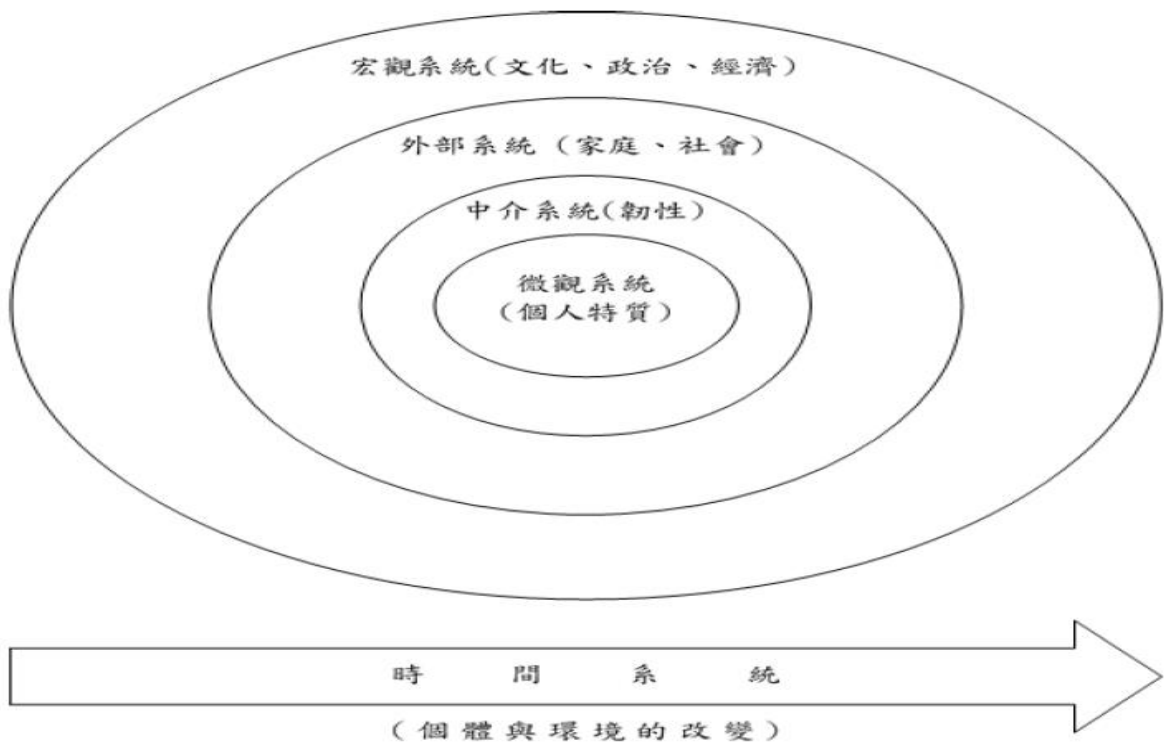 宏觀系統(文化、政治、經濟)
外部系統（家庭、社會）
中介系統(韌性)
微觀系統
(個人特質)
時間系統
(個體與環境的改變)